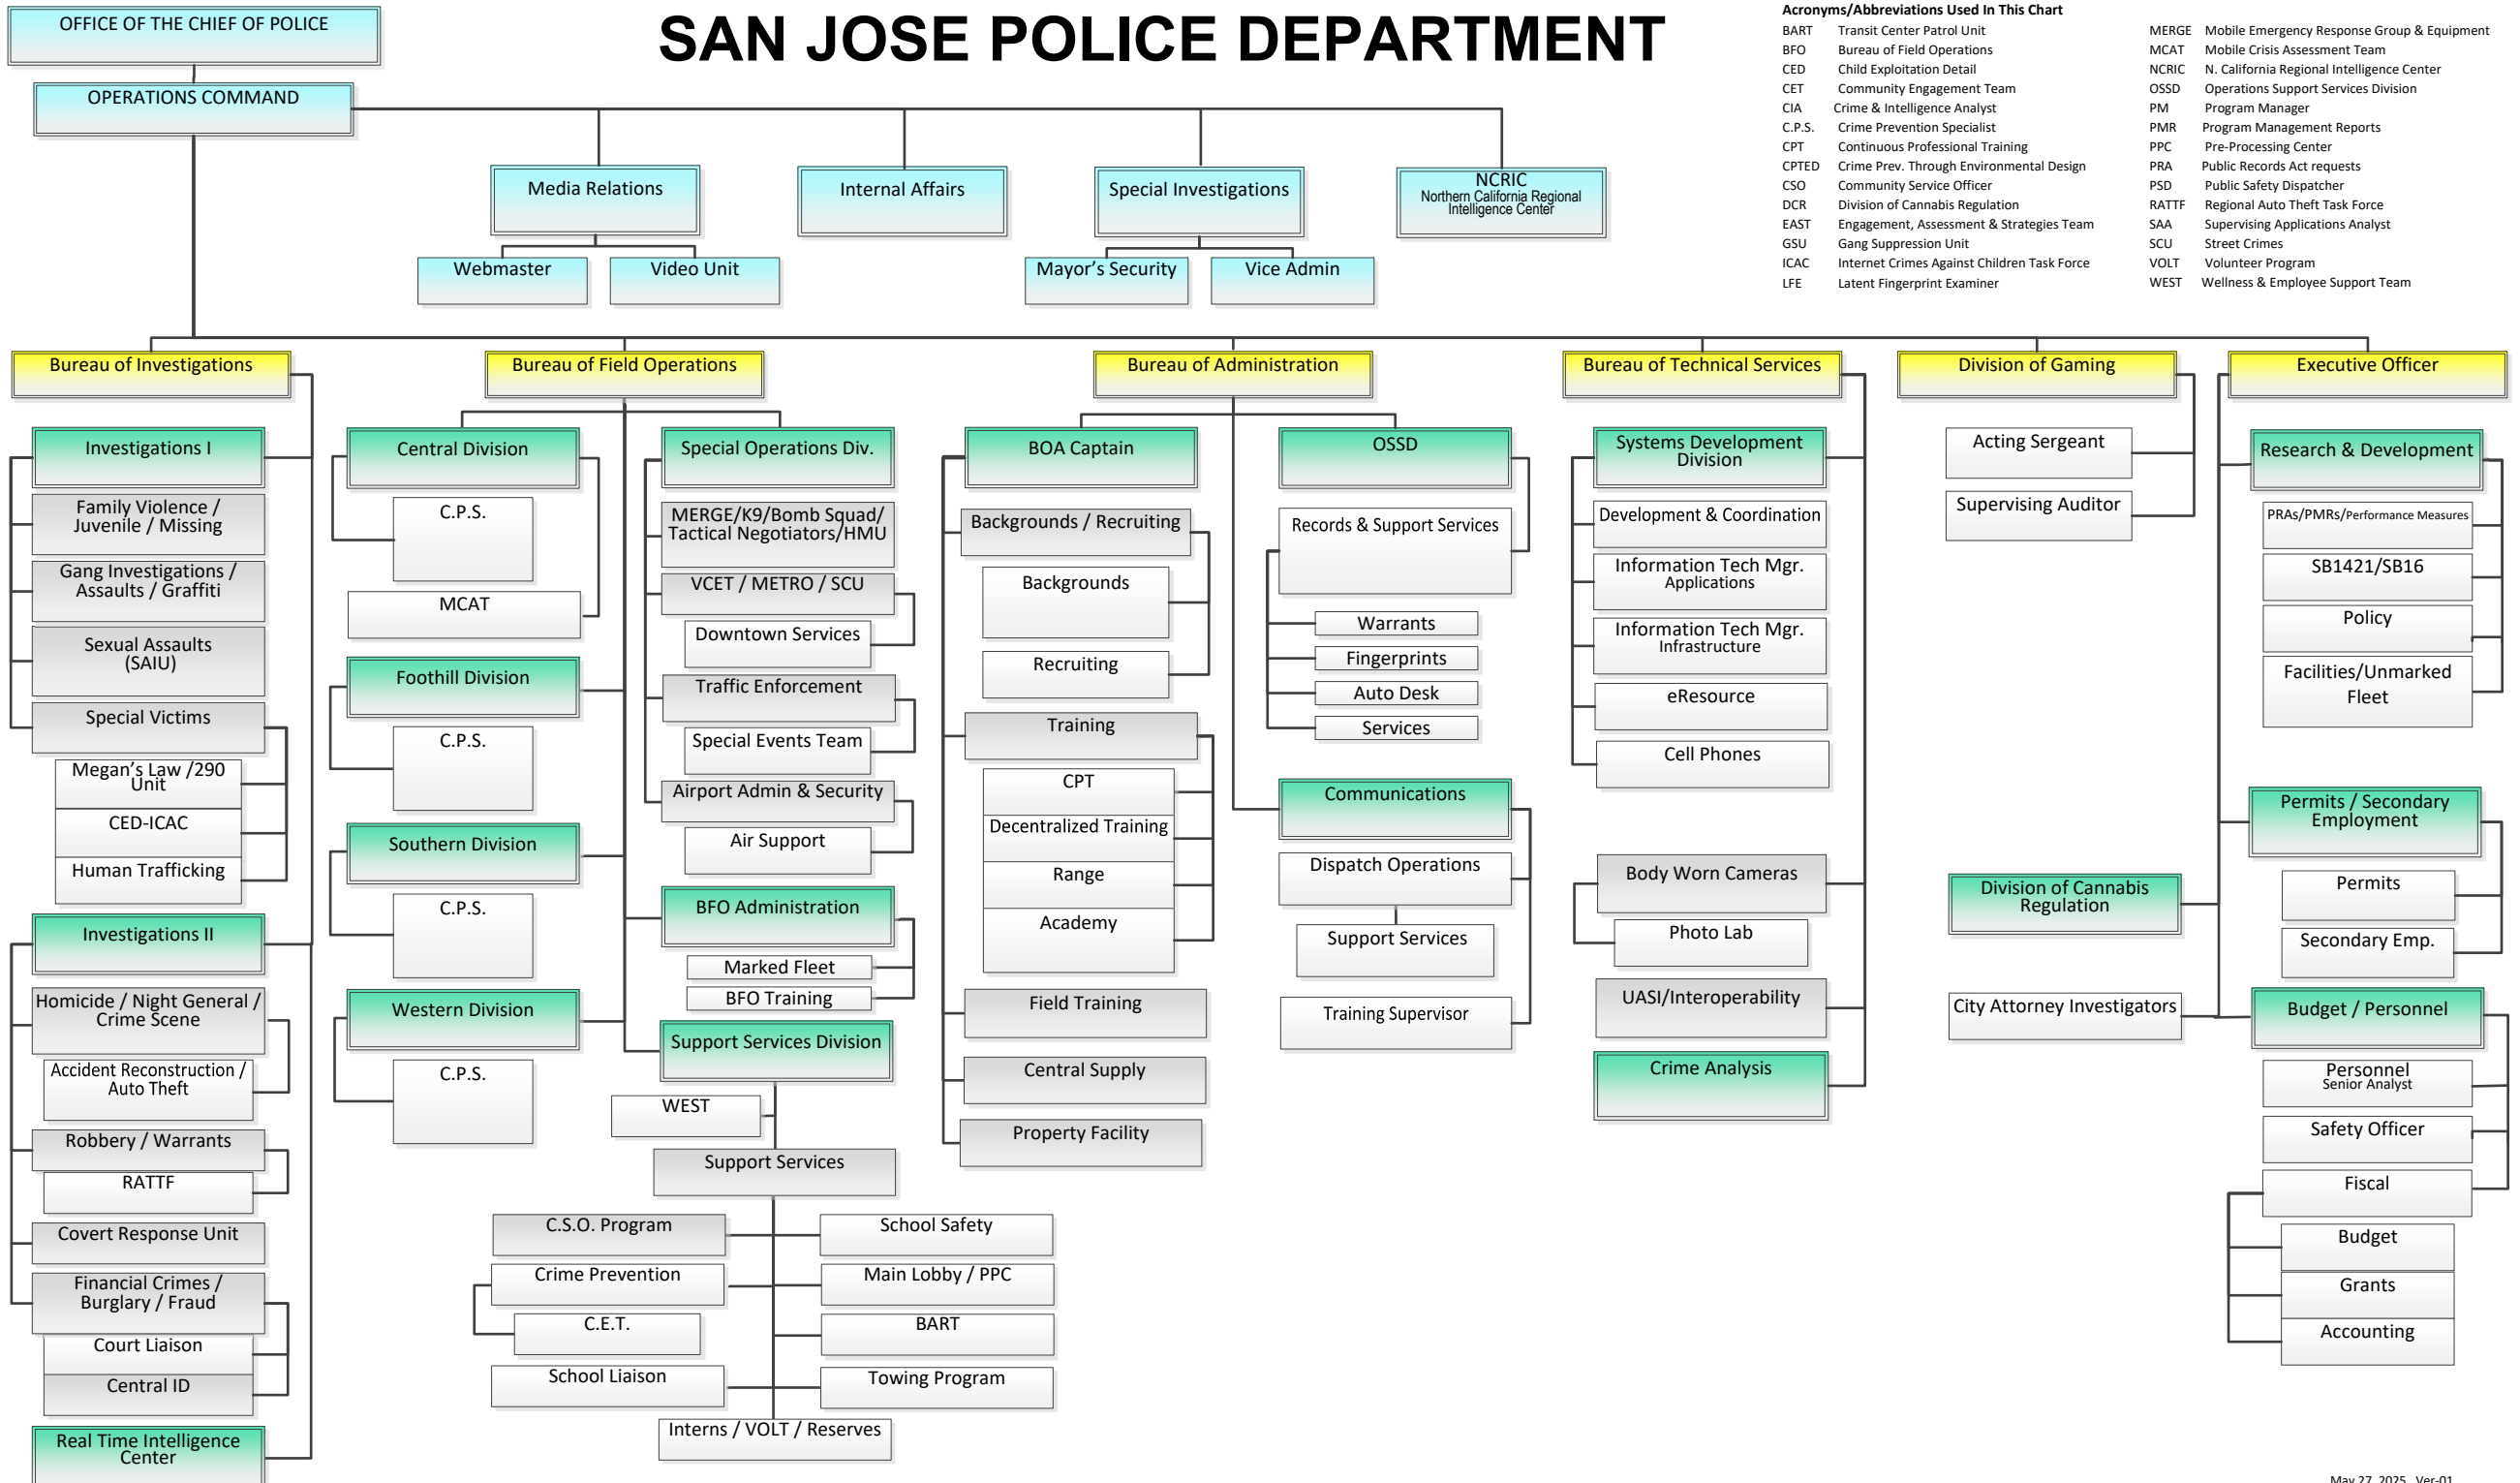 SAN JOSE POLICE DEPARTMENT
OFFICE OF THE CHIEF OF POLICE
OPERATIONS COMMAND
Acronyms/Abbreviations Used In This Chart
BART Transit Center Patrol Unit
BFO Bureau of Field Operations
CED Child Exploitation Detail
CET Community Engagement Team
CIA Crime & Intelligence Analyst
C.P.S. Crime Prevention Specialist
CPT Continuous Professional Training
CPTED Crime Prev. Through Environmental Design
CSO Community Service Officer
DCR Division of Cannabis Regulation
EAST Engagement, Assessment & Strategies Team
GSU Gang Suppression Unit
ICAC Internet Crimes Against Children Task Force
LFE Latent Fingerprint Examiner
MERGE Mobile Emergency Response Group & Equipment
MCAT Mobile Crisis Assessment Team
NCRIC N. California Regional Intelligence Center
OSSD Operations Support Services Division
PM Program Manager
PMR Program Management Reports
PPC Pre-Processing Center
PRA Public Records Act requests
PSD Public Safety Dispatcher
RATTF Regional Auto Theft Task Force
SAA Supervising Applications Analyst
SCU Street Crimes
VOLT Volunteer Program
WEST Wellness & Employee Support Team
Media Relations
Webmaster
Video Unit
Internal Affairs
Special Investigations
Mayor's Security
Vice Admin
NCRIC
Northern California Regional
Intelligence Center
Bureau of Investigations
Investigations I
Family Violence /
Juvenile / Missing
Gang Investigations /
Assaults / Graffiti
Sexual Assaults
(SAIU)
Special Victims
Megan's Law /290
Unit
CED-ICAC
Human Trafficking
Investigations II
Homicide / Night General /
Crime Scene
Accident Reconstruction /
Auto Theft
Robbery / Warrants
RATTF
Covert Response Unit
Financial Crimes /
Burglary / Fraud
Court Liaison
Central ID
Real Time Intelligence
Center
Bureau of Field Operations
Central Division
C.P.S.
MCAT
Foothill Division
C.P.S.
Southern Division
C.P.S.
Western Division
C.P.S.
Special Operations Div.
MERGE/K9/Bomb Squad/
Tactical Negotiators/HMU
VCET / METRO / SCU
Downtown Services
Traffic Enforcement
Special Events Team
Airport Admin & Security
Air Support
BFO Administration
Marked Fleet
BFO Training
Support Services Division
WEST
Support Services
C.S.O. Program
School Safety
Crime Prevention
Main Lobby / PPC
C.E.T.
BART
School Liaison
Towing Program
Interns / VOLT / Reserves
Bureau of Administration
BOA Captain
Backgrounds / Recruiting
Backgrounds
Recruiting
Training
CPT
Decentralized Training
Range
Academy
Field Training
Central Supply
Property Facility
OSSD
Records & Support Services
Warrants
Fingerprints
Auto Desk
Services
Communications
Dispatch Operations
Support Services
Training Supervisor
Bureau of Technical Services
Systems Development
Division
Development & Coordination
Information Tech Mgr.
Applications
Information Tech Mgr.
Infrastructure
eResource
Cell Phones
Body Worn Cameras
Photo Lab
UASI/Interoperability
Crime Analysis
Division of Gaming
Acting Sergeant
Supervising Auditor
Executive Officer
Research & Development
PRAs/PMRs/Performance Measures
SB1421/SB16
Policy
Facilities/Unmarked
Fleet
Permits / Secondary
Employment
Permits
Secondary Emp.
Division of Cannabis
Regulation
City Attorney Investigators
Budget / Personnel
Personnel
Senior Analyst
Safety Officer
Fiscal
Budget
Grants
Accounting
May 27, 2025 Ver-01